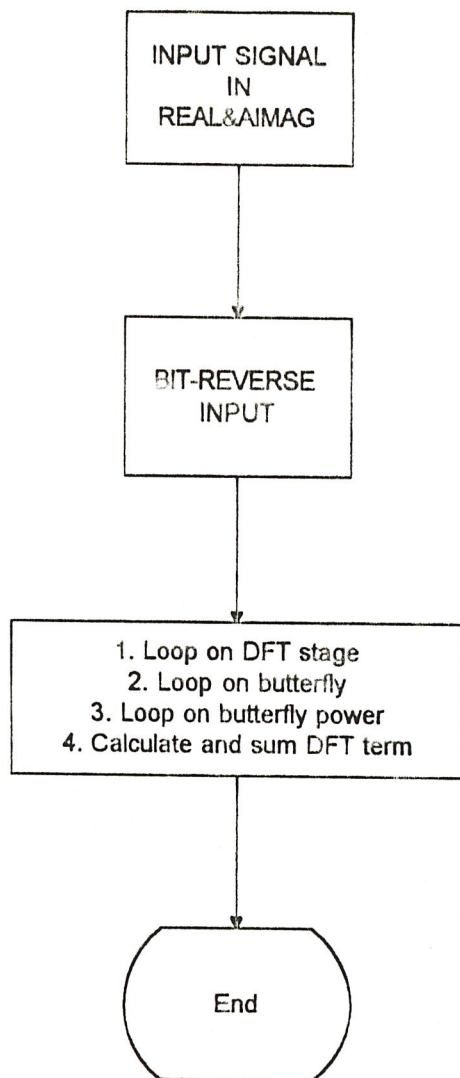 INPUT SIGNAL
IN
REAL&AIMAG
BIT-REVERSE
INPUT
1. Loop on DFT stage
2. Loop on butterfly
3. Loop on butterfly power
4. Calculate and sum DFT term
End